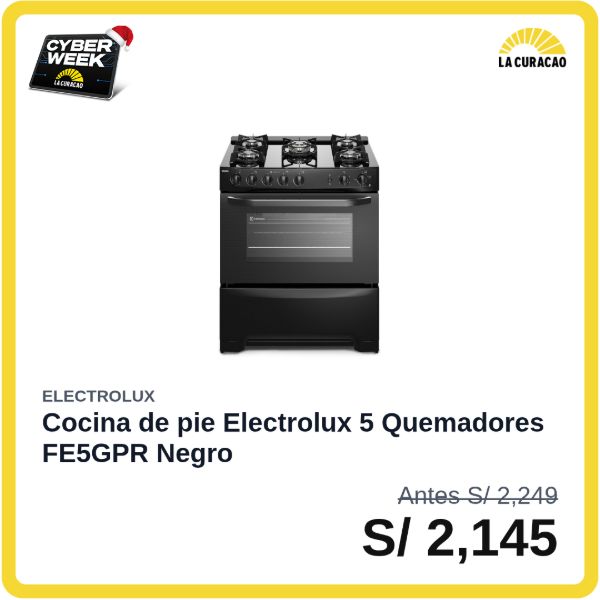 CYBER
WEEK
LA CURACAO
LA CURACAO
ELECTROLUX
Cocina de pie Electrolux 5 Quemadores
FE5GPR Negro
Antes S/ 2,249
S/ 2,145